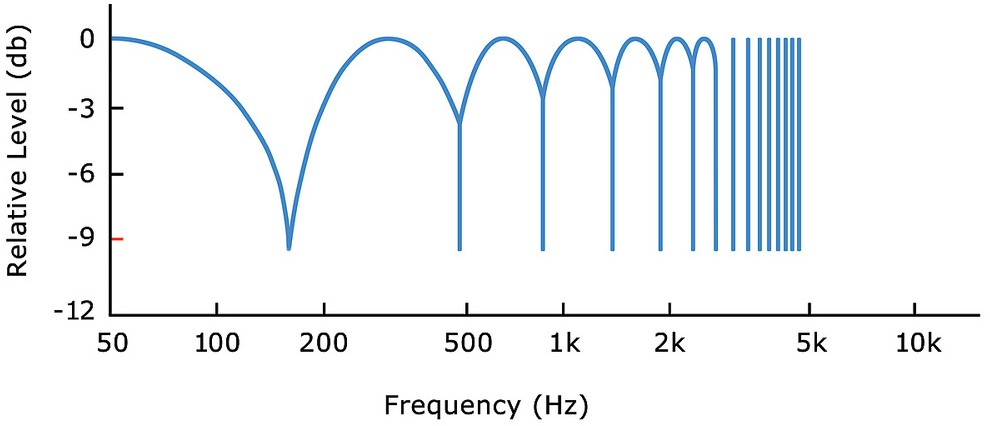 Relative Level (db)
0
-3
-6
-9
-12
50 100 200 500 1k 2k 5k 10k
Frequency (Hz)